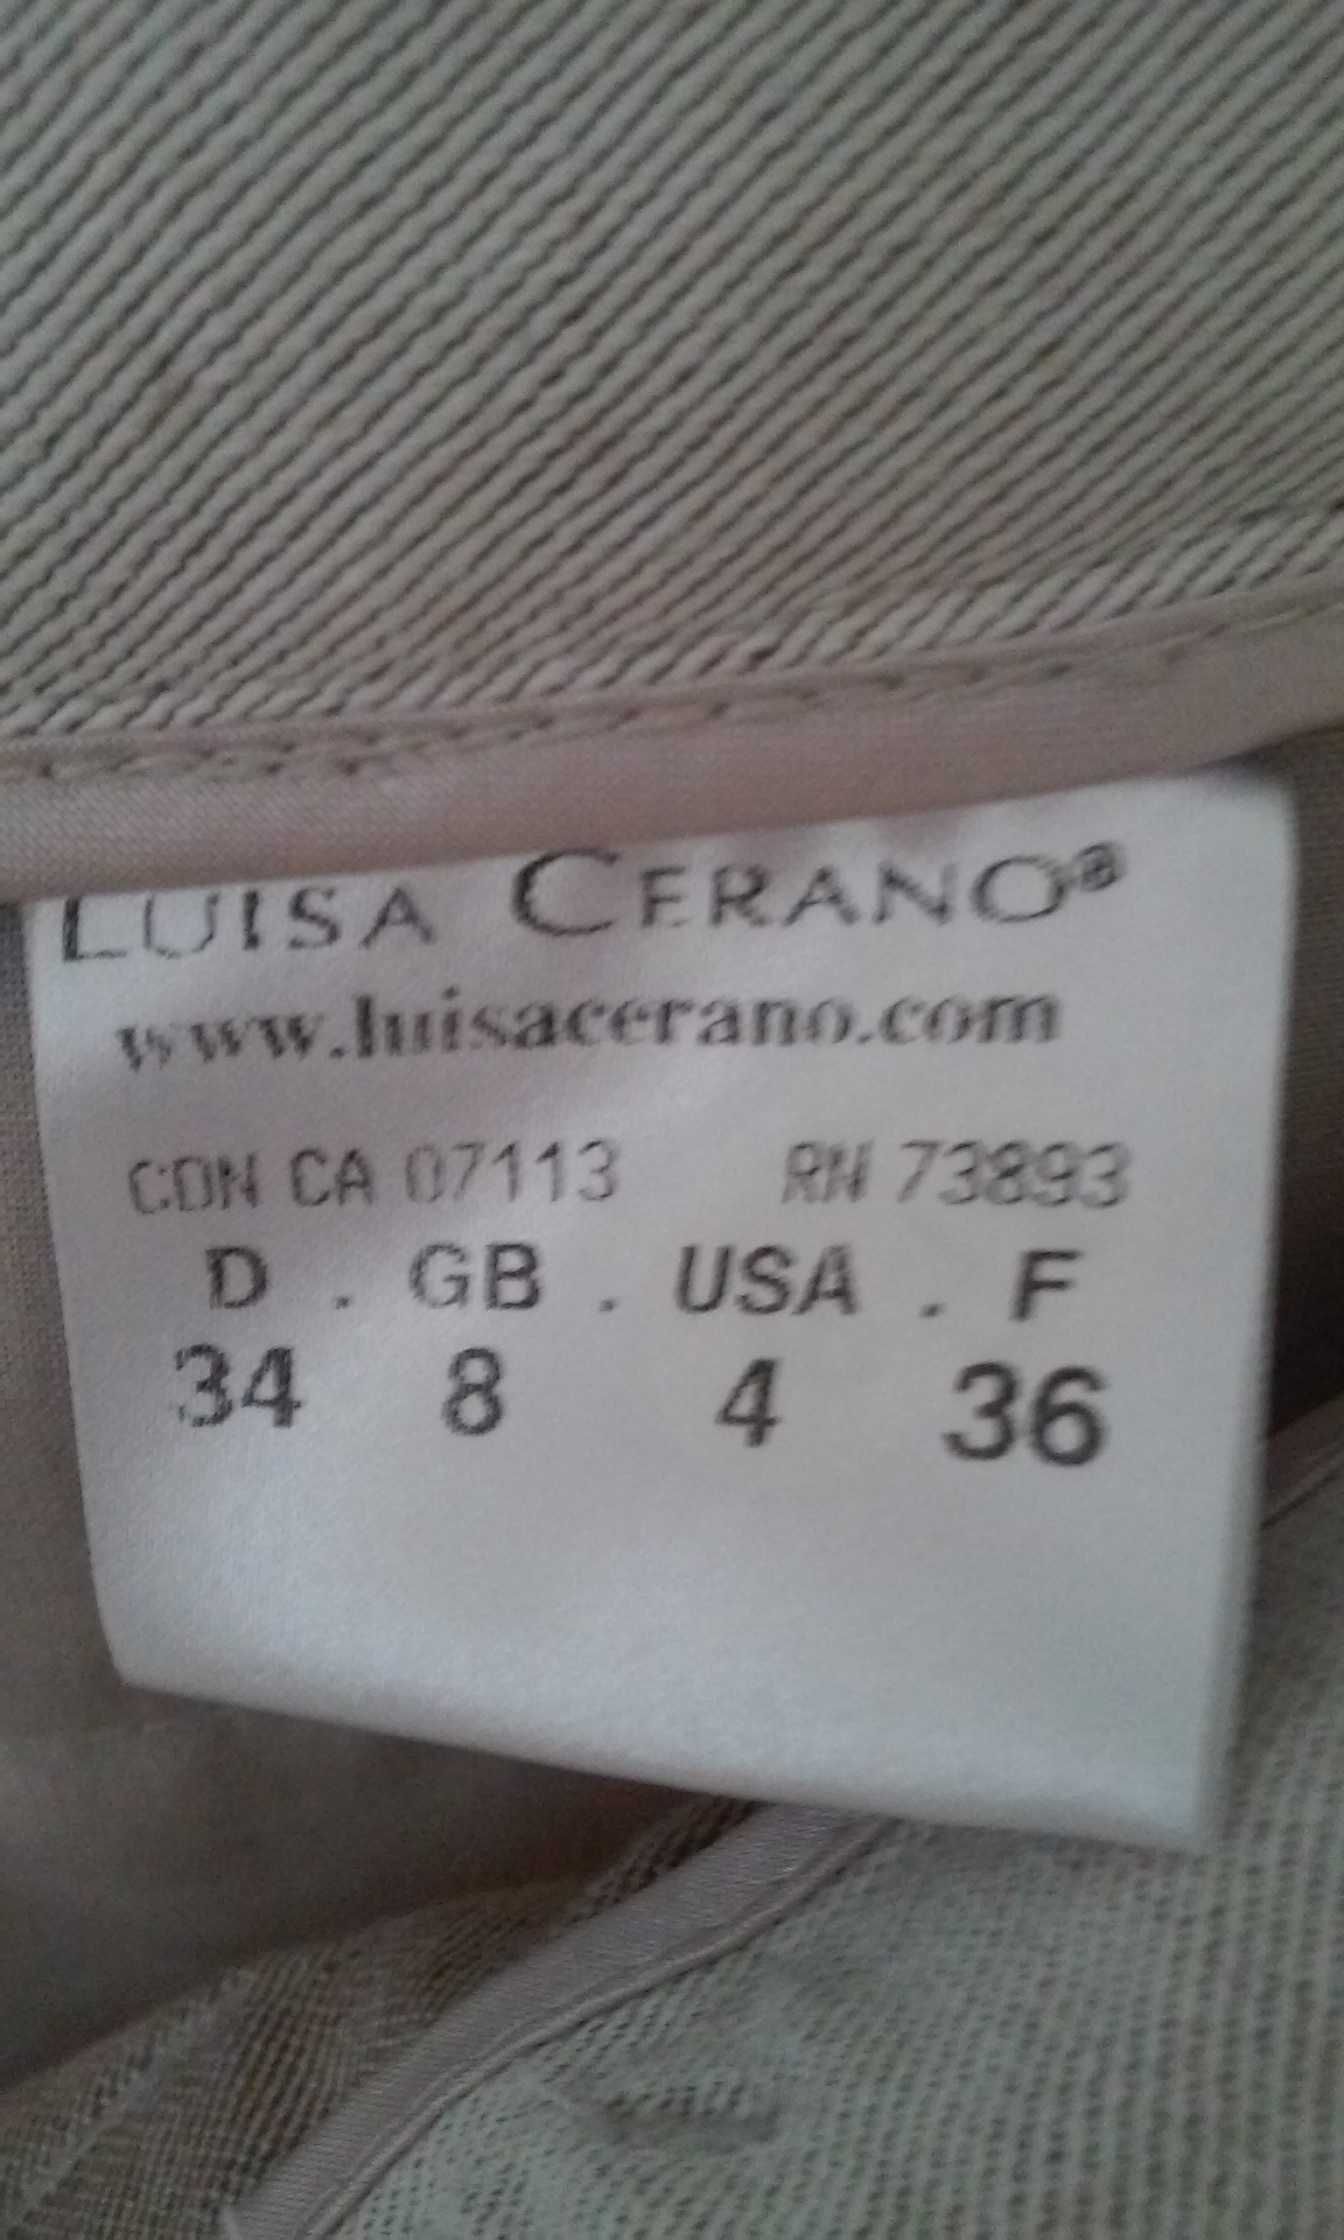 LUISA CERANO®
www.luisacerano.com
CDN CA 07113 RN 73893
D . GB . USA . F
34 8 4 36